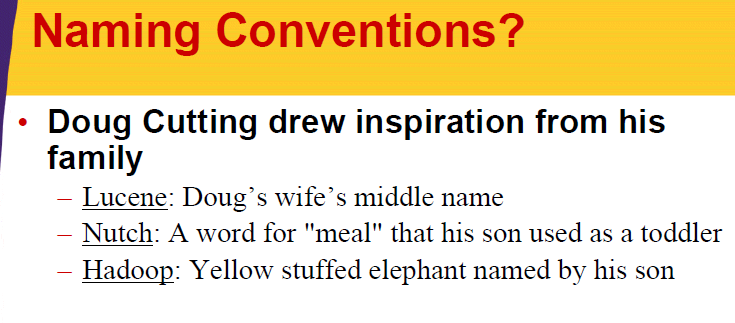 Naming Conventions?
• Doug Cutting drew inspiration from his
family
– Lucene: Doug’s wife’s middle name
– Nutch: A word for "meal" that his son used as a toddler
– Hadoop: Yellow stuffed elephant named by his son